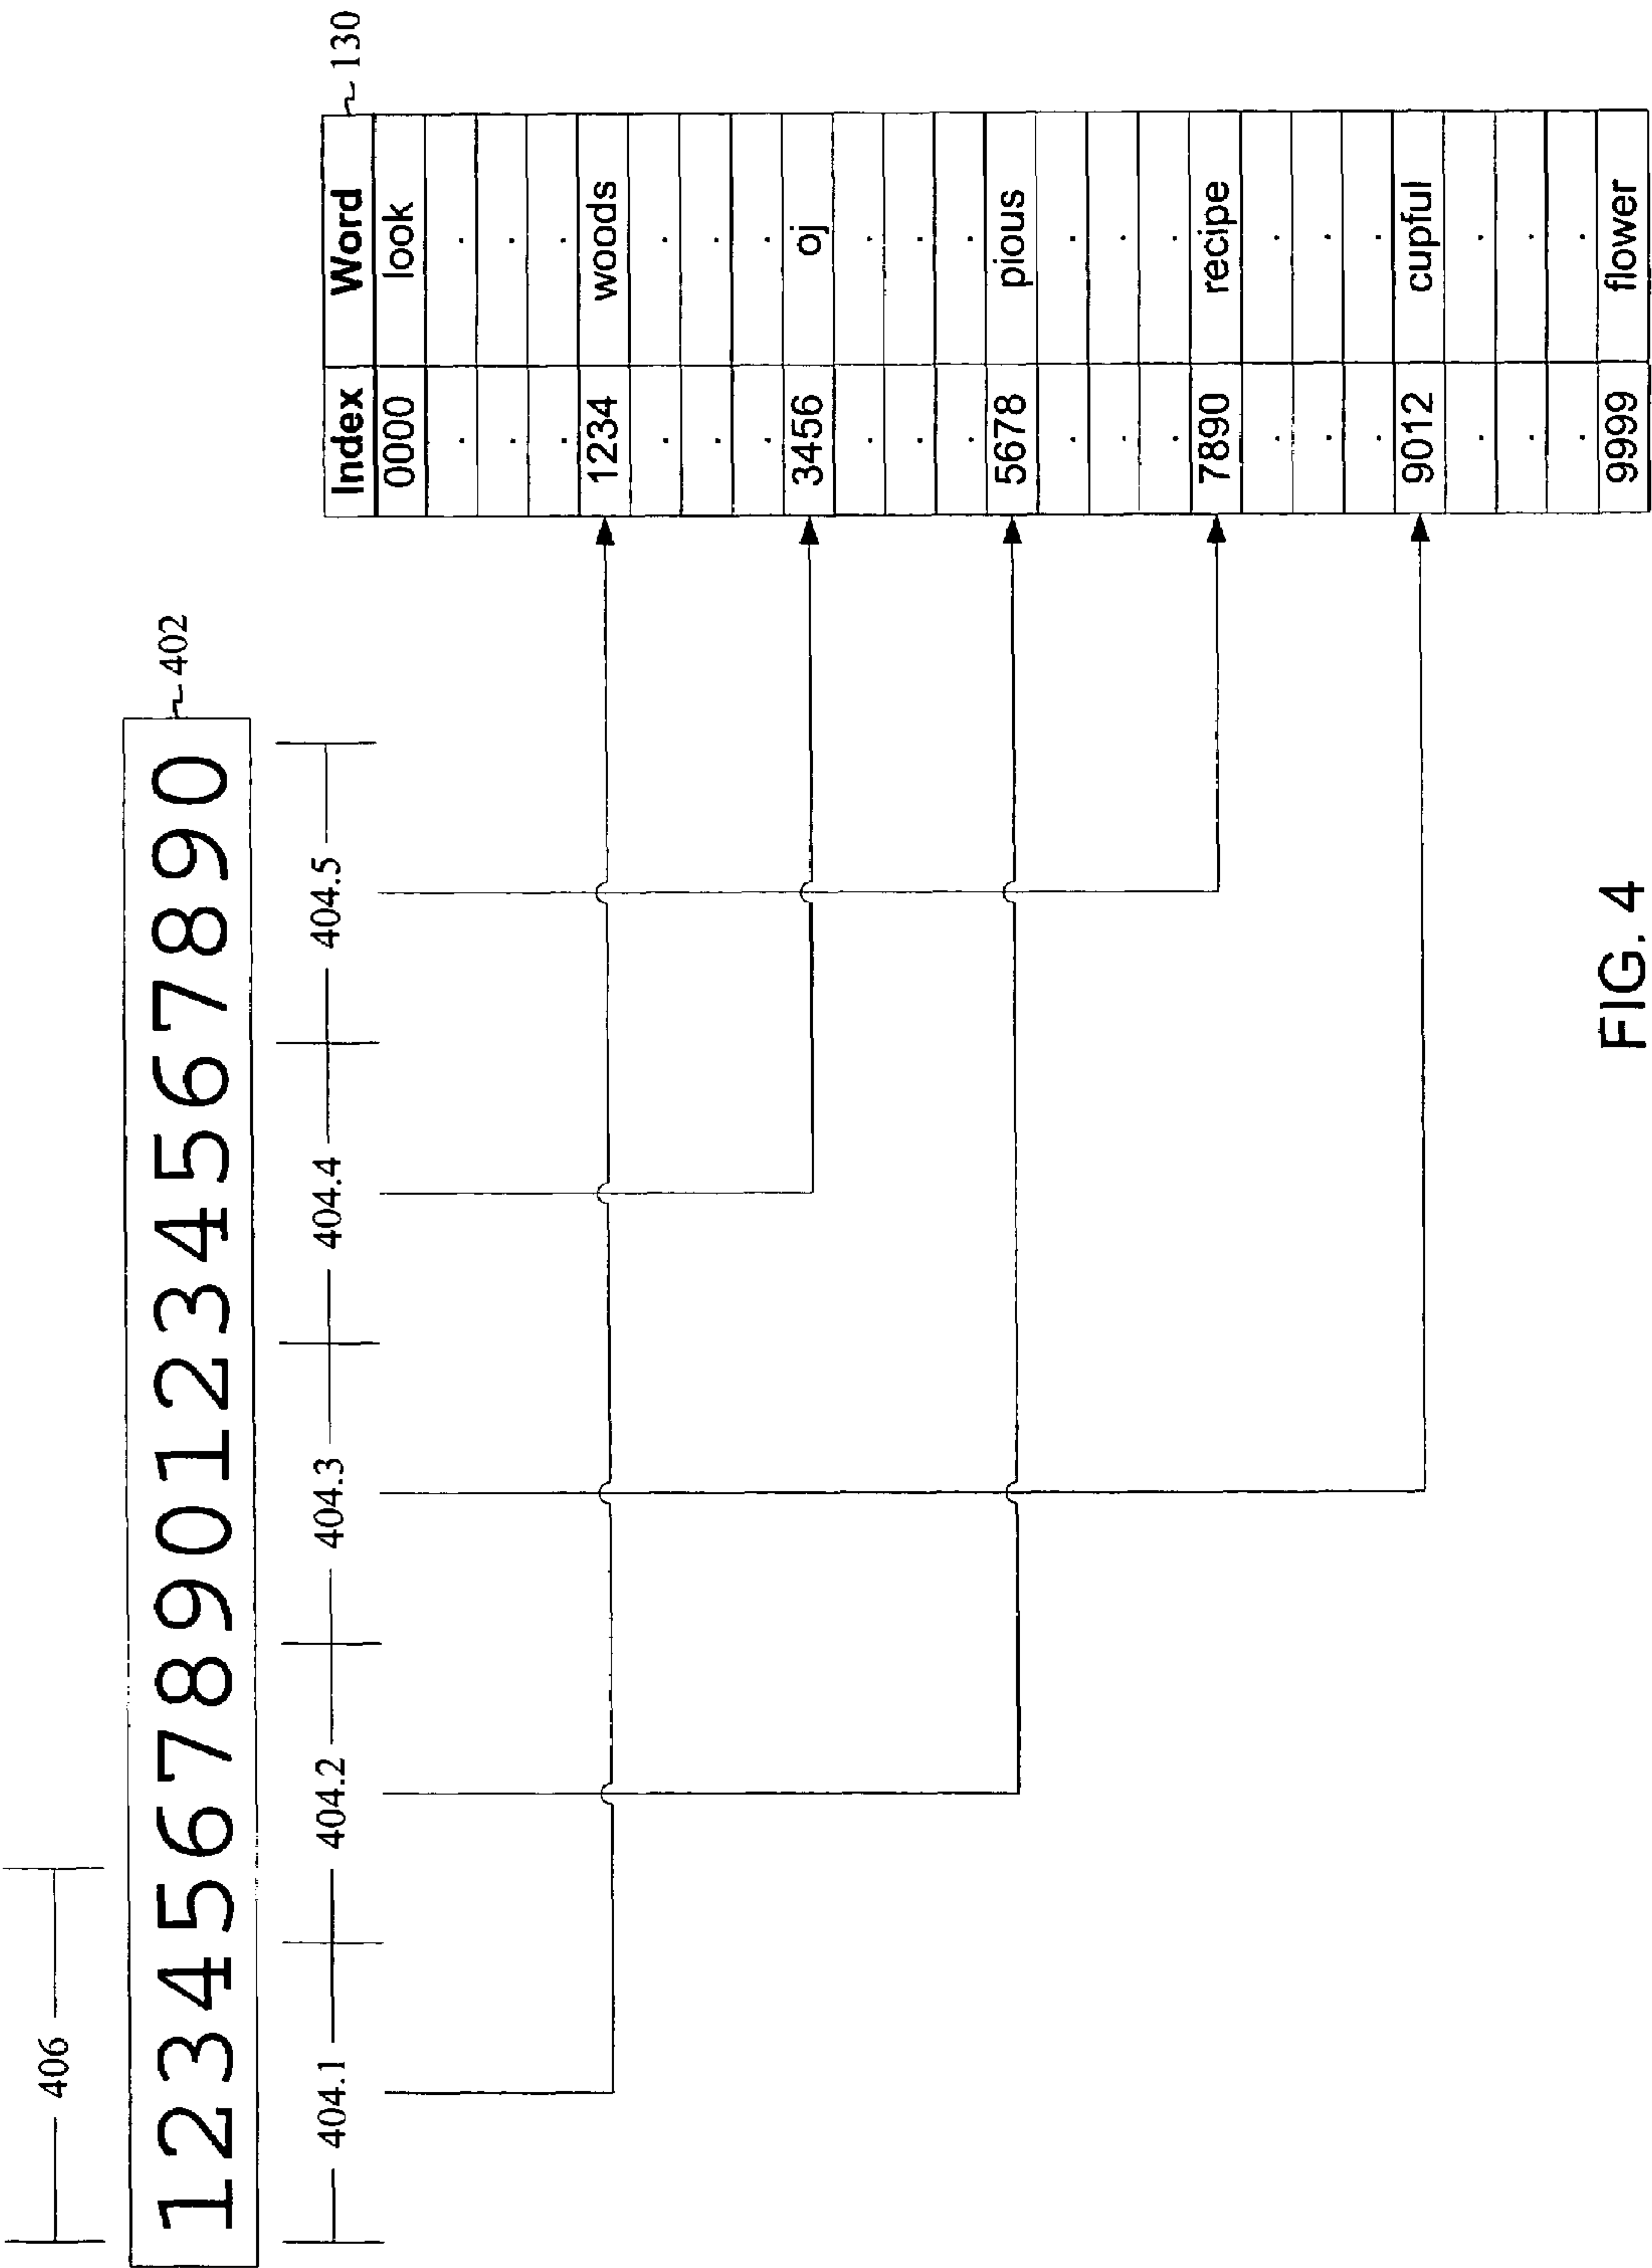 406
12345678901234567890
402
404.1 404.2 404.3 404.4 404.5
130
Index Word
0000 look
. .
. .
. .
1234 woods
. .
. .
. .
3456 oj
. .
. .
. .
5678 pious
. .
. .
. .
7890 recipe
. .
. .
. .
9012 cupful
. .
. .
. .
9999 flower
FIG. 4